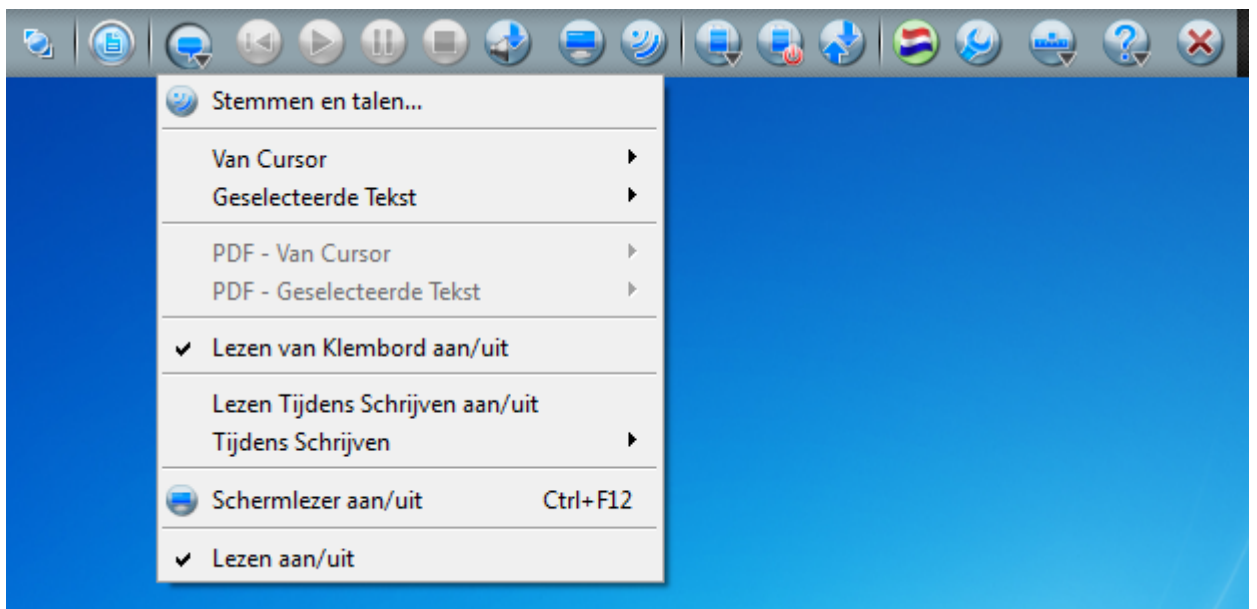 Stemmen en talen...
Van Cursor
Geselecteerde Tekst
PDF - Van Cursor
PDF - Geselecteerde Tekst
Lezen van Klembord aan/uit
Lezen Tijdens Schrijven aan/uit
Tijdens Schrijven
Schermlezer aan/uit Ctrl+F12
Lezen aan/uit